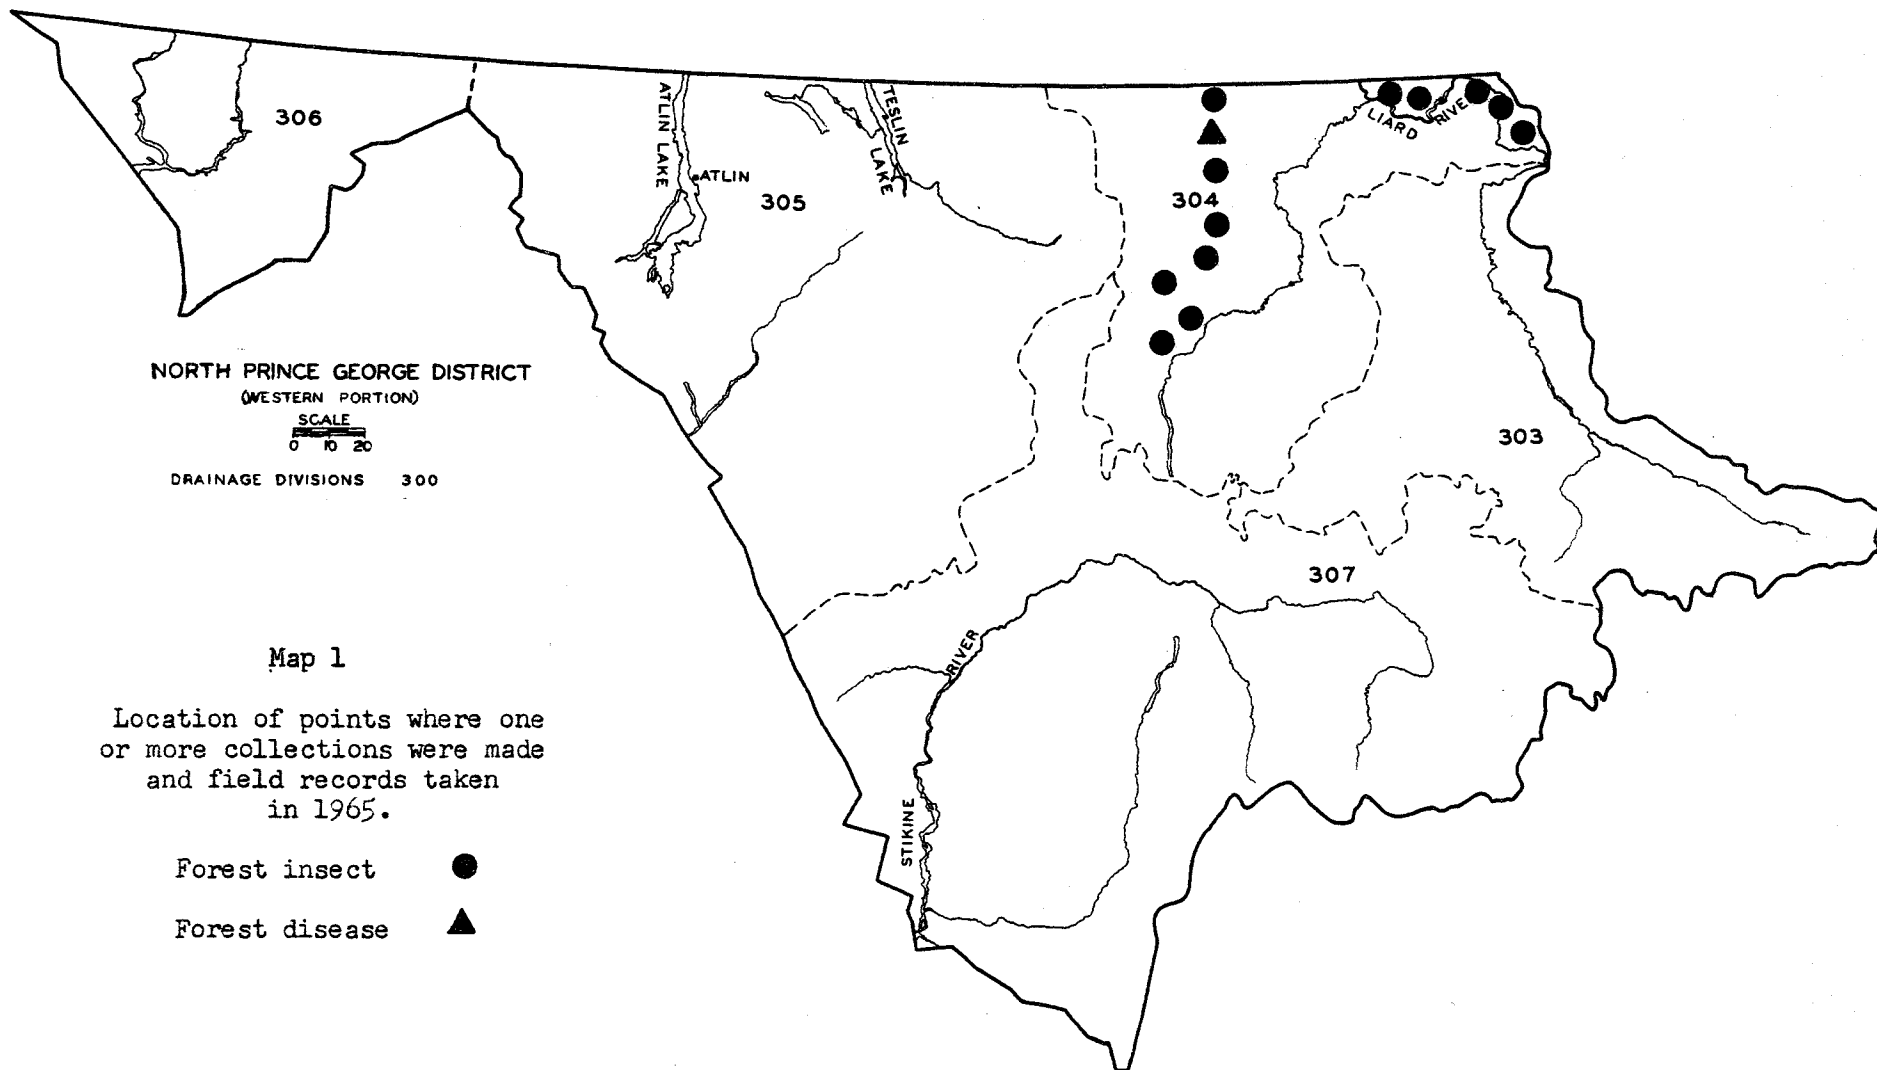 306
ATLIN LAKE
ATLIN
305
TESLIN LAKE
304
LIARD RIVER
303
307
STIKINE RIVER
NORTH PRINCE GEORGE DISTRICT
(WESTERN PORTION)
SCALE
0 10 20
DRAINAGE DIVISIONS 300
Map 1
Location of points where one
or more collections were made
and field records taken
in 1965.
Forest insect
Forest disease